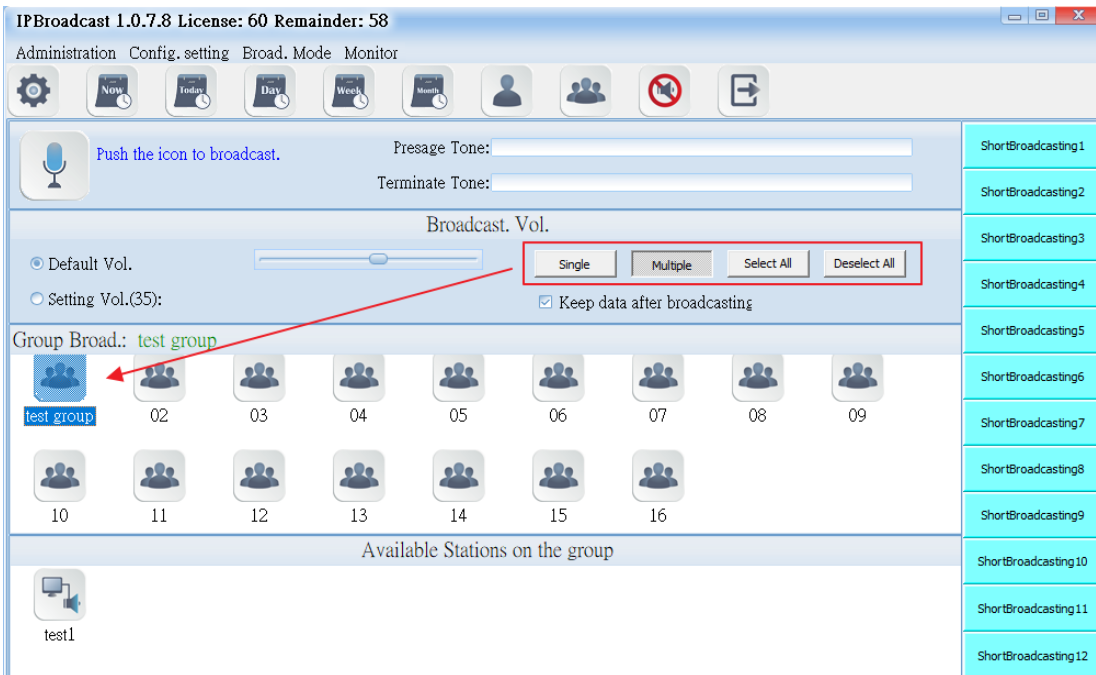 IPBroadcast 1.0.7.8 License: 60 Remainder: 58
Administration Config. setting Broad. Mode Monitor
Now Today Day Week Month
Push the icon to broadcast.
Presage Tone:
Terminate Tone:
Broadcast. Vol.
Default Vol.
Single Multiple Select All Deselect All
Setting Vol.(35):
Keep data after broadcasting
Group Broad.: test group
test group 02 03 04 05 06 07 08 09
10 11 12 13 14 15 16
Available Stations on the group
test1
ShortBroadcasting1
ShortBroadcasting2
ShortBroadcasting3
ShortBroadcasting4
ShortBroadcasting5
ShortBroadcasting6
ShortBroadcasting7
ShortBroadcasting8
ShortBroadcasting9
ShortBroadcasting10
ShortBroadcasting11
ShortBroadcasting12